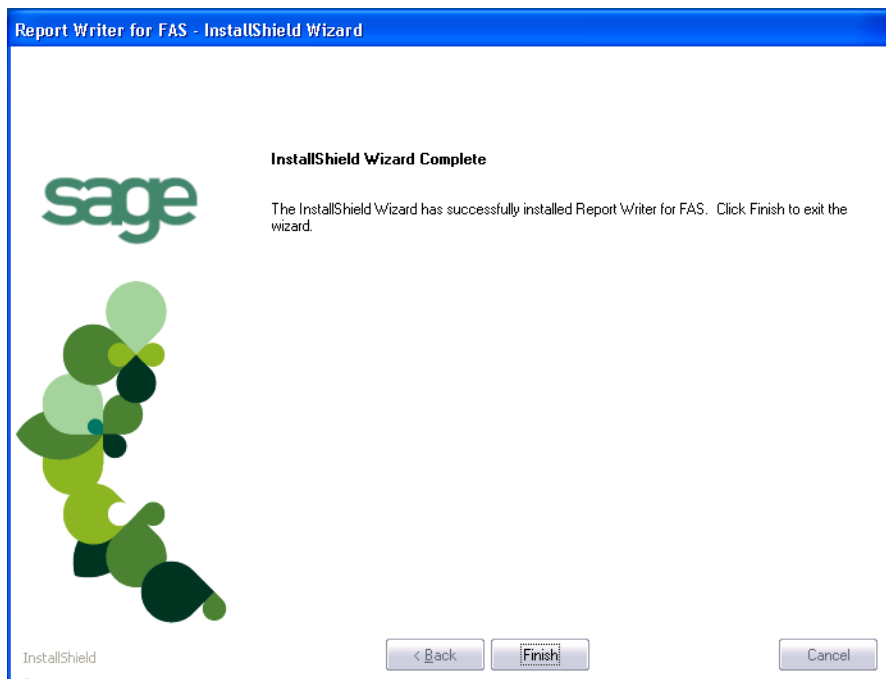 Report Writer for FAS - InstallShield Wizard
InstallShield Wizard Complete
sage
The InstallShield Wizard has successfully installed Report Writer for FAS. Click Finish to exit the
wizard.
InstallShield
< Back
Finish
Cancel